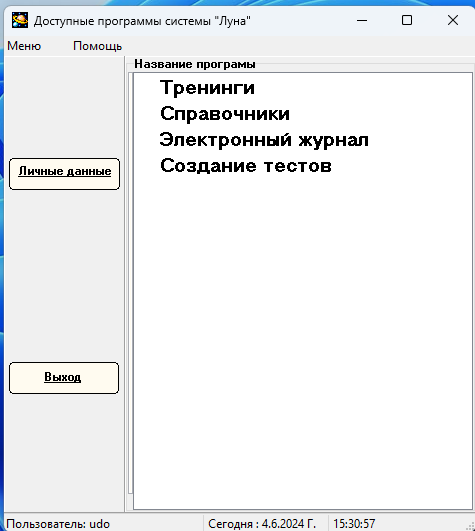 Доступные программы системы "Луна"
Меню Помощь
Название програмы
Тренинги
Справочники
Электронный журнал
Создание тестов
Личные данные
Выход
Пользователь: udo Сегодня : 4.6.2024 Г. 15:30:57